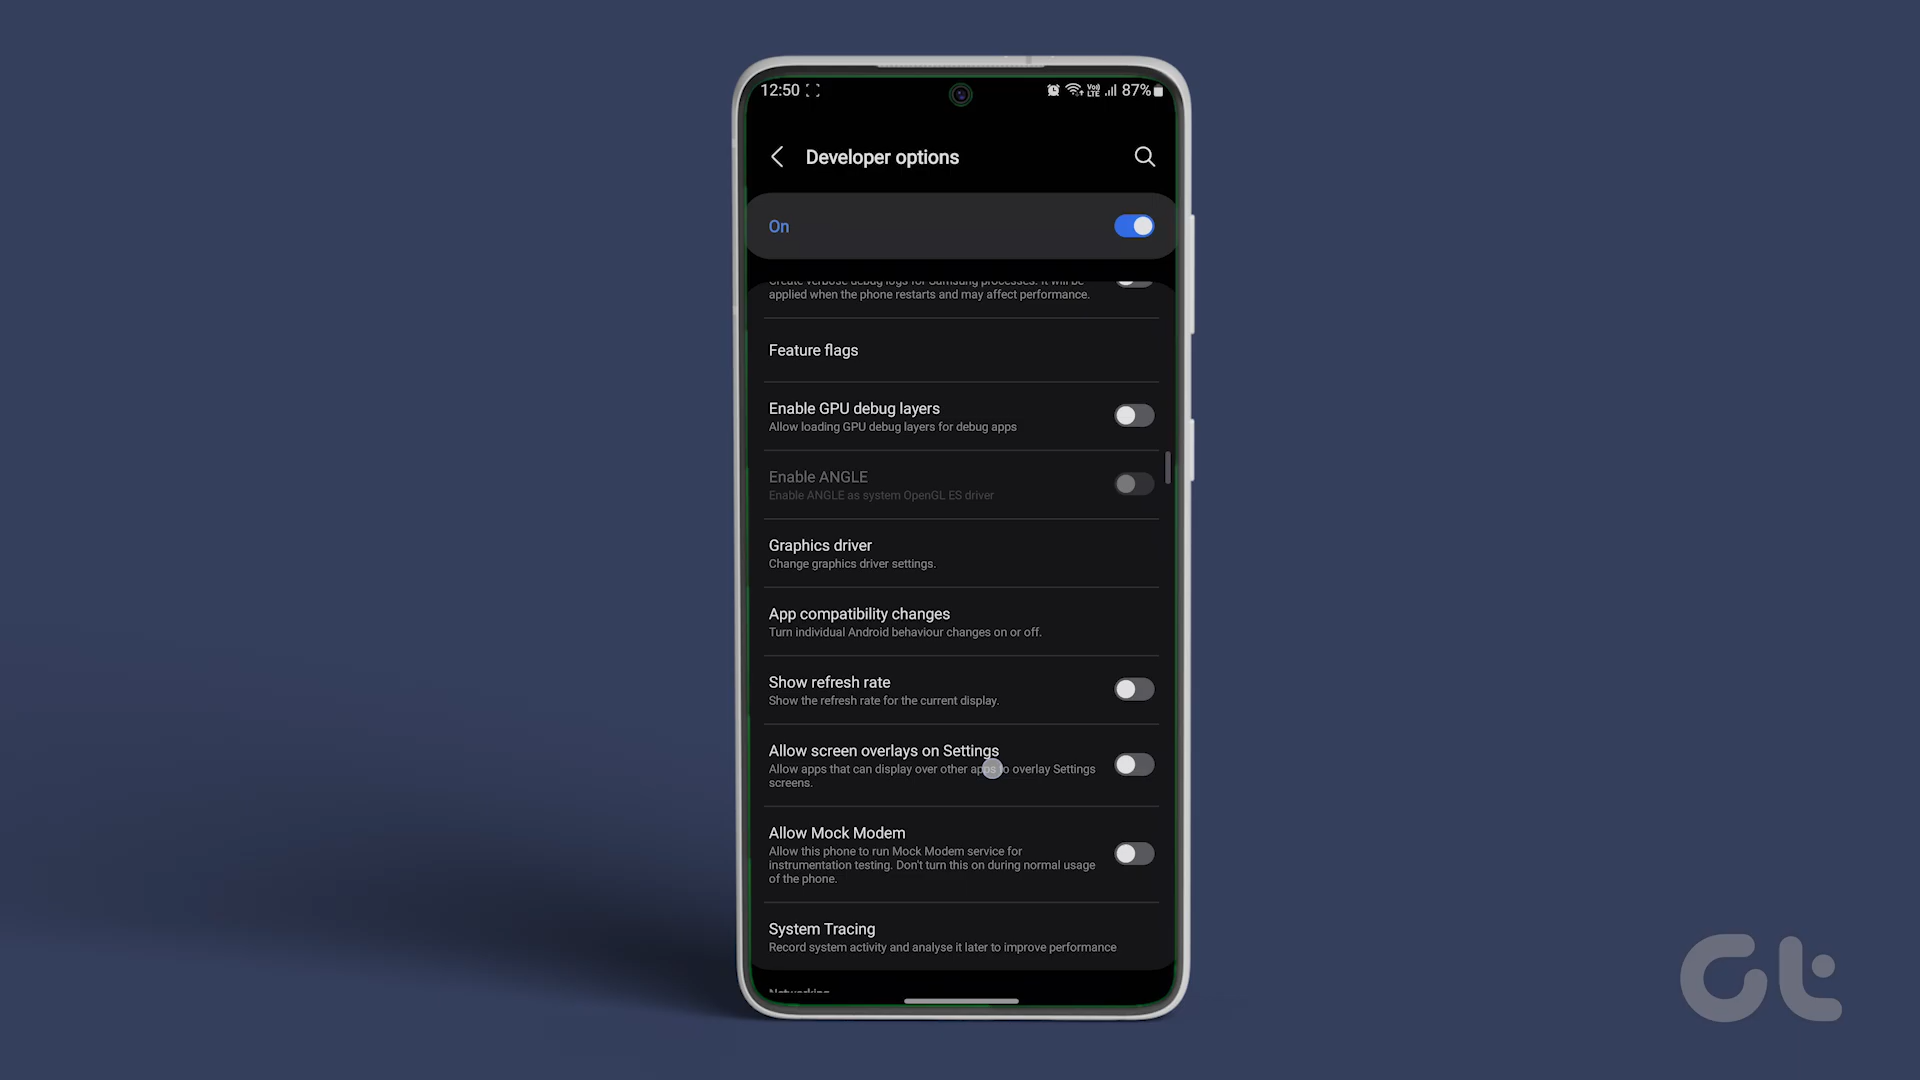 12:50 87%
Developer options
On
Create verbose debug logs for Samsung processes. It will be
applied when the phone restarts and may affect performance.
Feature flags
Enable GPU debug layers
Allow loading GPU debug layers for debug apps
Enable ANGLE
Enable ANGLE as system OpenGL ES driver
Graphics driver
Change graphics driver settings.
App compatibility changes
Turn individual Android behaviour changes on or off.
Show refresh rate
Show the refresh rate for the current display.
Allow screen overlays on Settings
Allow apps that can display over other apps to overlay Settings
screens.
Allow Mock Modem
Allow this phone to run Mock Modem service for
instrumentation testing. Don't turn this on during normal usage
of the phone.
System Tracing
Record system activity and analyse it later to improve performance
Networking
Gt